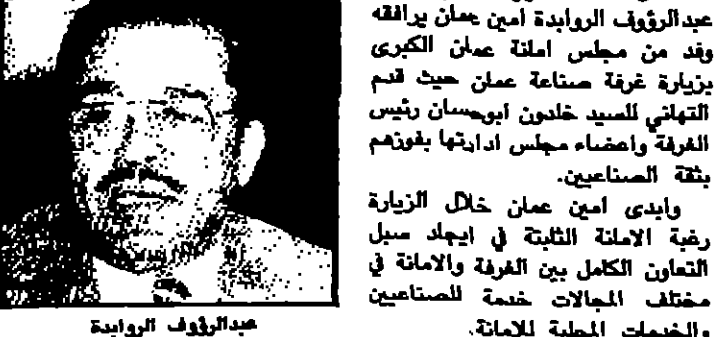 عبدالرؤوف الروابدة امين عمان يرافقه
وفد من مجلس امانة عمان الكبرى
بزيارة غرفة صناعة عمان حيث قدم
التهاني للسيد خلدون ابوحسان رئيس
الغرفة واعضاء مجلس ادارتها بفوزهم
بثقة الصناعيين.
وابدى امين عمان خلال الزيارة
رغبة الامانة الثابتة في ايجاد سبل
التعاون الكامل بين الغرفة والامانة في
مختلف المجالات خدمة للصناعيين
والخدمات المحلية للامانة.
عبدالرؤوف الروابدة